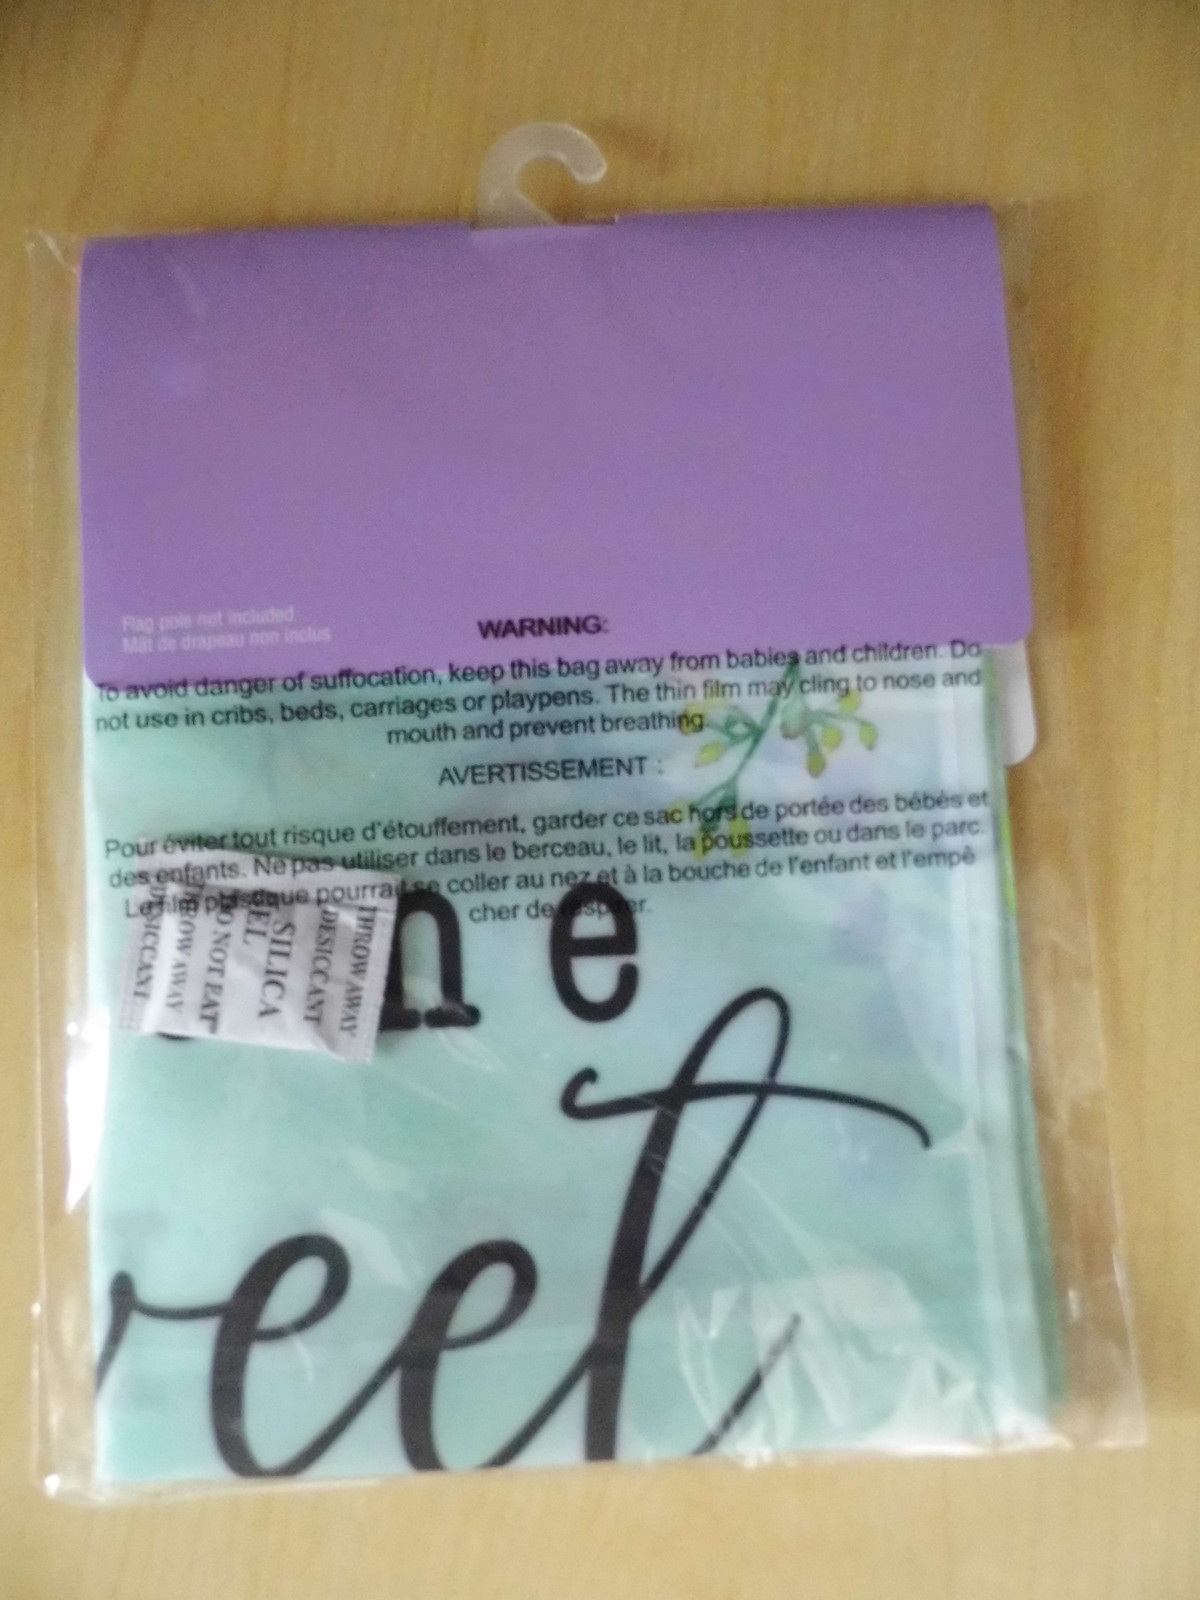 Flag pole not included
Mât de drapeau non inclus
WARNING:
To avoid danger of suffocation, keep this bag away from babies and children. Do
not use in cribs, beds, carriages or playpens. The thin film may cling to nose and
mouth and prevent breathing.
AVERTISSEMENT :
Pour éviter tout risque d'étouffement, garder ce sac hors de portée des bébés et
des enfants. Ne pas utiliser dans le berceau, le lit, la poussette ou dans le parc.
Le film plastique pourrait se coller au nez et à la bouche de l'enfant et l'empê
cher de respirer.
THROW AWAY
DESICCANT
SILICA
GEL
DO NOT EAT
THROW AWAY
DESICCANT
ne
reet